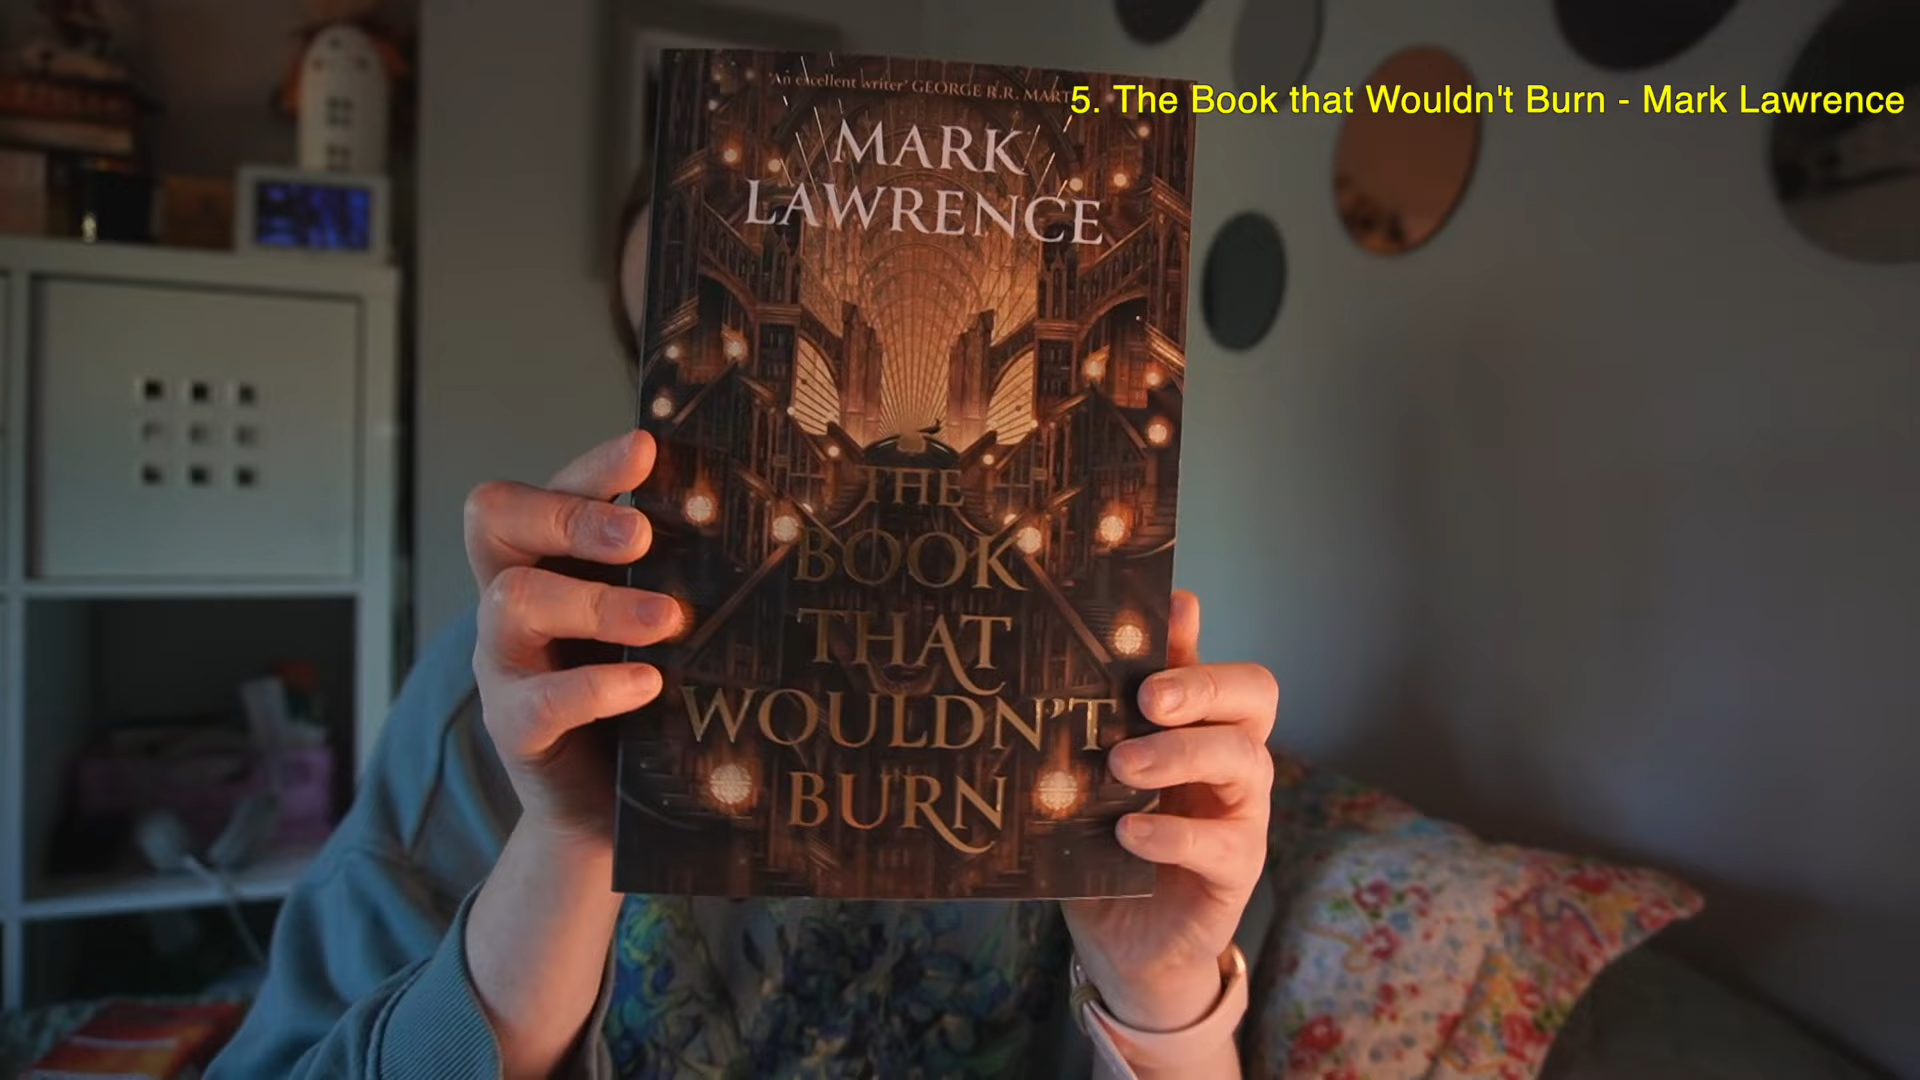 'An excellent writer' GEORGE R.R. MART
5. The Book that Wouldn't Burn - Mark Lawrence
MARK
LAWRENCE
THE
BOOK
THAT
WOULDN'T
BURN